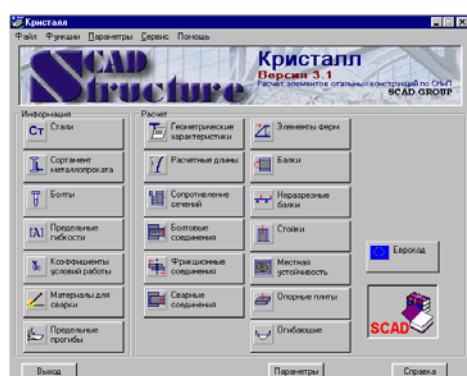 Кристалл
Файл Функции Параметры Сервис Помощь
SCAD
Structure
Кристалл
Версия 3.1
Расчет элементов стальных конструкций по СНиП
SCAD GROUP
Информация
Ст Стали
Сортамент
металлопроката
Болты
[λ] Предельные
гибкости
Коэффициенты
условий работы
Материалы для
сварки
Предельные
прогибы
Расчет
Геометрические
характеристики
Расчетные длины
Сопротивление
сечений
Болтовые
соединения
Фрикционные
соединения
Сварные
соединения
Элементы ферм
Балки
Неразрезные
балки
Стойки
Местная
устойчивость
Опорные плиты
Огибающие
Еврокод
SCAD
Выход
Параметры
Справка